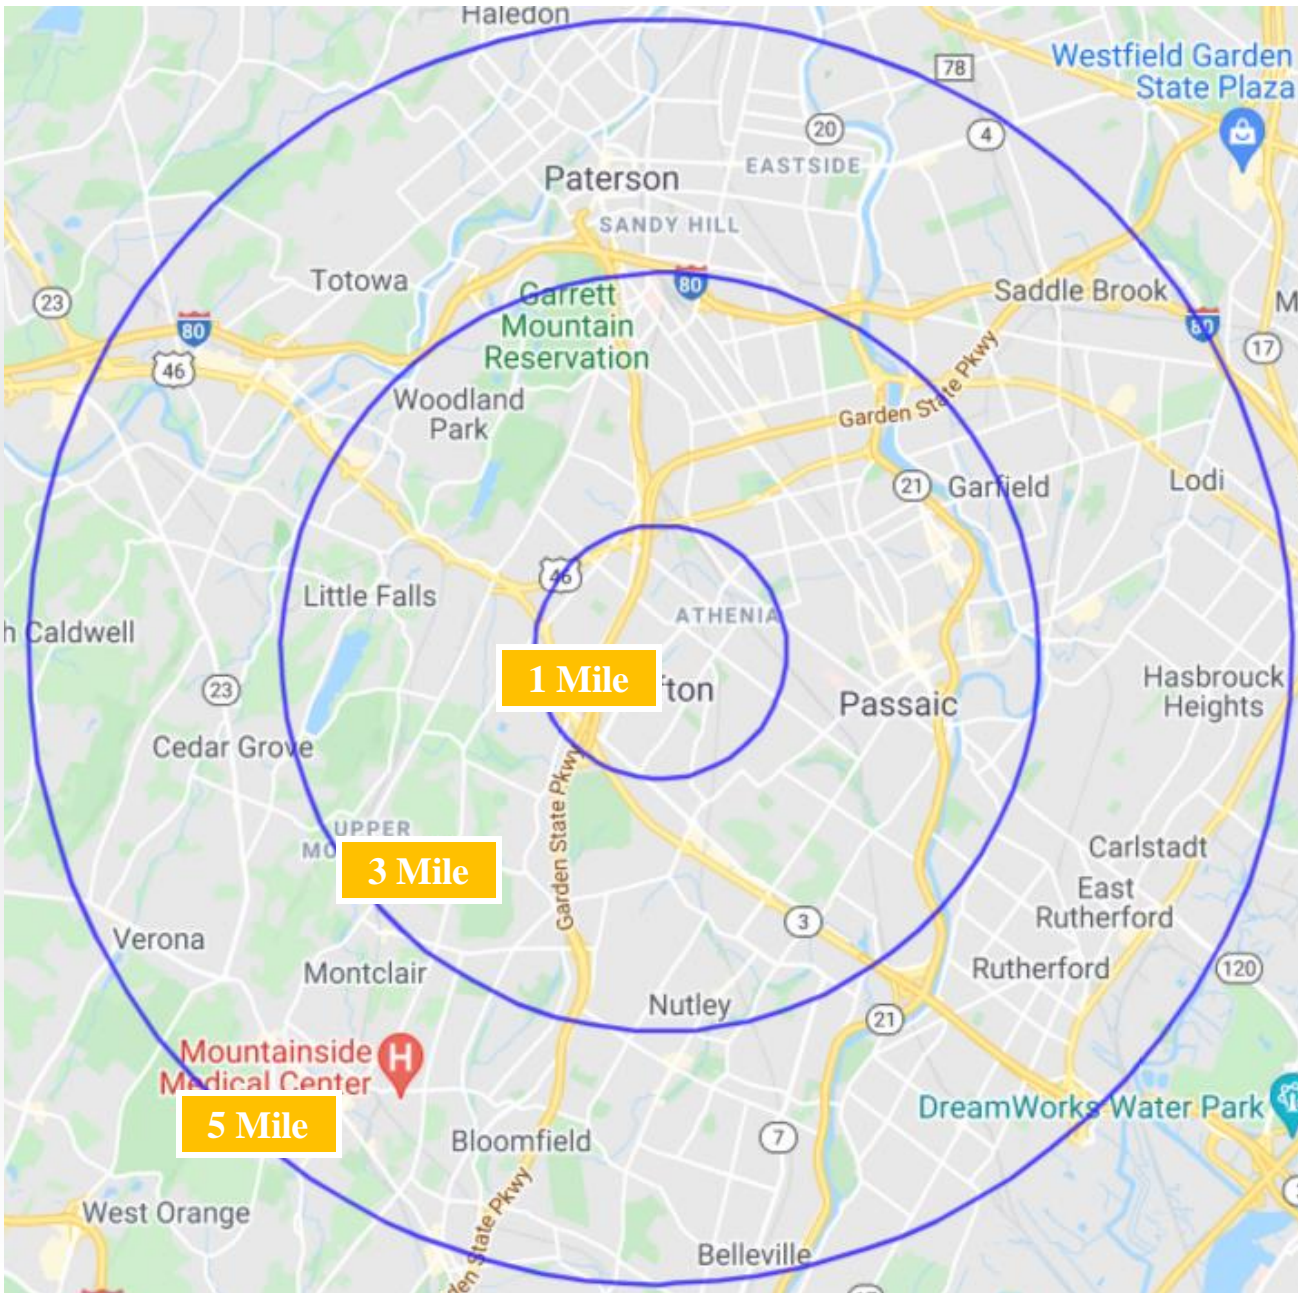 Haledon
78
Westfield Garden
State Plaza
20
4
EASTSIDE
Paterson
SANDY HILL
Totowa
80
Garrett
Mountain
Reservation
Saddle Brook
M
23
80
80
17
46
Woodland
Park
Garden State Pkwy
21
Garfield
Lodi
46
Little Falls
ATHENIA
h Caldwell
1 Mile
fton
23
Passaic
Hasbrouck
Heights
Cedar Grove
Garden State Pkwy
UPPER
MO
3 Mile
Carlstadt
East
Rutherford
3
Verona
Montclair
Rutherford
120
Nutley
21
Mountainside
Medical Center
H
DreamWorks Water Park
5 Mile
7
Bloomfield
West Orange
den State Pkwy
Belleville